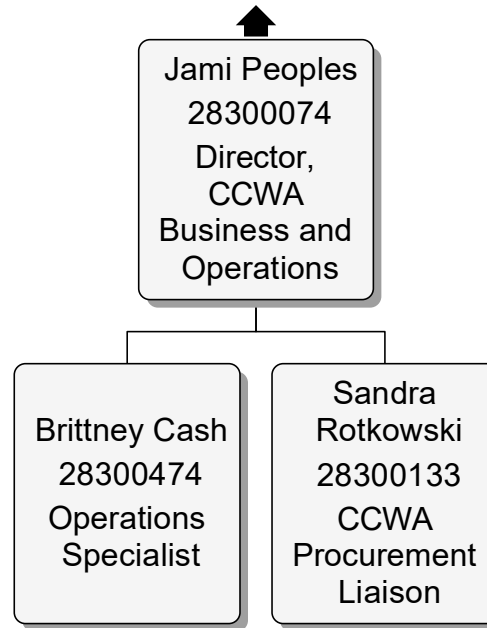 Jami Peoples
28300074
Director,
CCWA
Business and
Operations
Brittney Cash
28300474
Operations
Specialist
Sandra
Rotkowski
28300133
CCWA
Procurement
Liaison